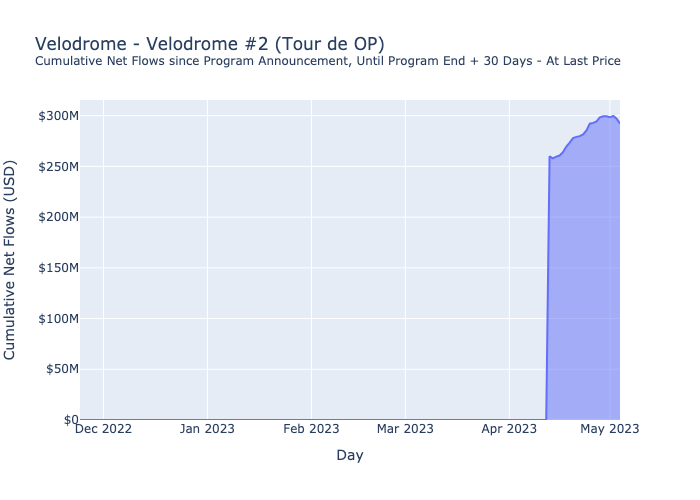 Velodrome - Velodrome #2 (Tour de OP)
Cumulative Net Flows since Program Announcement, Until Program End + 30 Days - At Last Price
$300M
$250M
$200M
$150M
$100M
$50M
$0
Cumulative Net Flows (USD)
Dec 2022 Jan 2023 Feb 2023 Mar 2023 Apr 2023 May 2023
Day